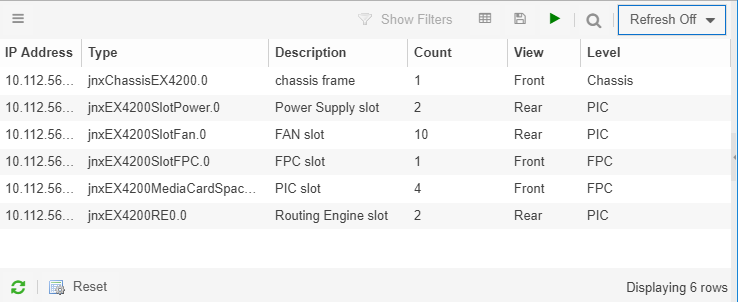 Show Filters Refresh Off
IP Address Type Description Count View Level
10.112.56... jnxChassisEX4200.0 chassis frame 1 Front Chassis
10.112.56... jnxEX4200SlotPower.0 Power Supply slot 2 Rear PIC
10.112.56... jnxEX4200SlotFan.0 FAN slot 10 Rear PIC
10.112.56... jnxEX4200SlotFPC.0 FPC slot 1 Front FPC
10.112.56... jnxEX4200MediaCardSpac... PIC slot 4 Front FPC
10.112.56... jnxEX4200RE0.0 Routing Engine slot 2 Rear PIC
Reset Displaying 6 rows